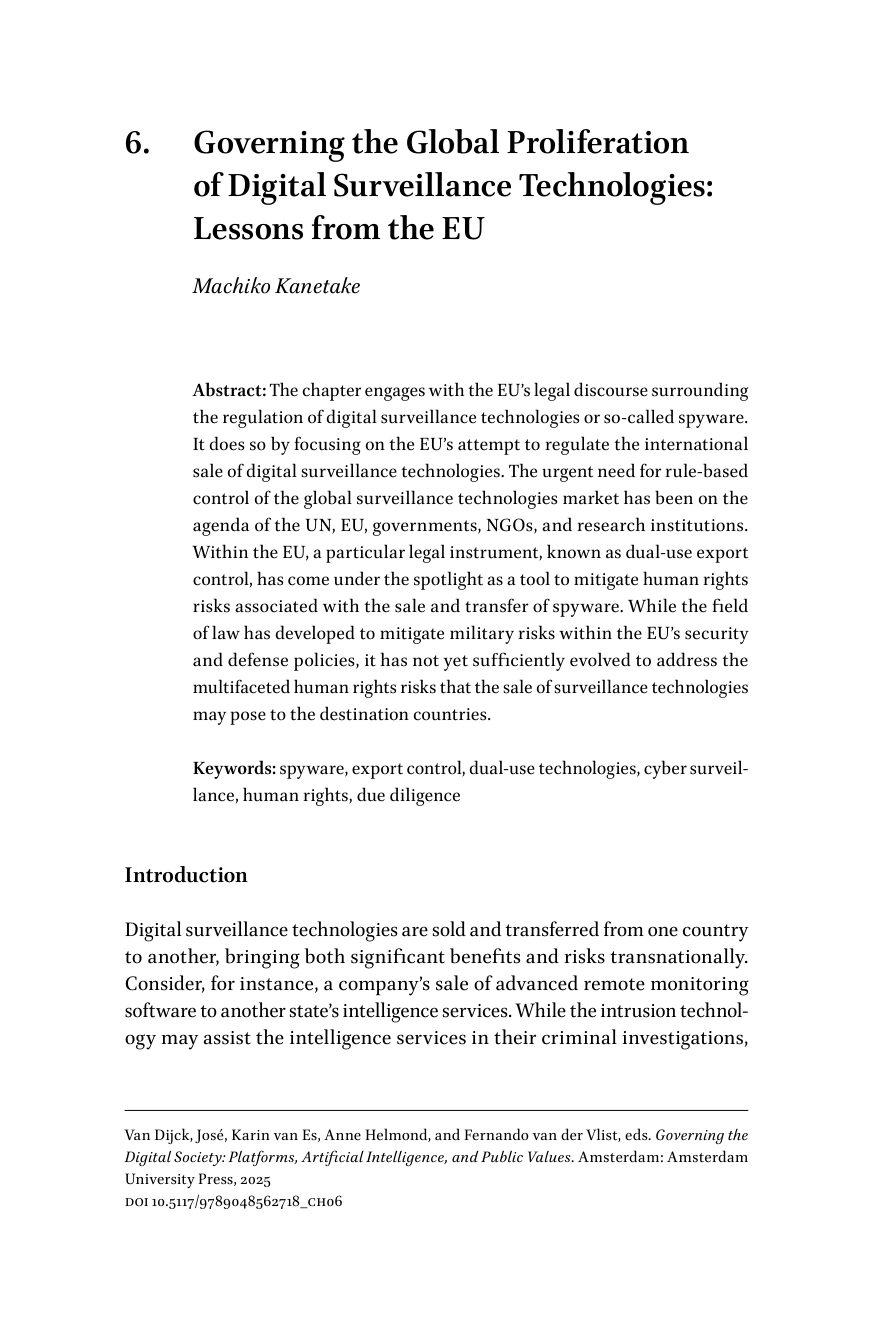 6. Governing the Global Proliferation
of Digital Surveillance Technologies:
Lessons from the EU
Machiko Kanetake
Abstract: The chapter engages with the EU’s legal discourse surrounding
the regulation of digital surveillance technologies or so-called spyware.
It does so by focusing on the EU’s attempt to regulate the international
sale of digital surveillance technologies. The urgent need for rule-based
control of the global surveillance technologies market has been on the
agenda of the UN, EU, governments, NGOs, and research institutions.
Within the EU, a particular legal instrument, known as dual-use export
control, has come under the spotlight as a tool to mitigate human rights
risks associated with the sale and transfer of spyware. While the field
of law has developed to mitigate military risks within the EU’s security
and defense policies, it has not yet sufficiently evolved to address the
multifaceted human rights risks that the sale of surveillance technologies
may pose to the destination countries.
Keywords: spyware, export control, dual-use technologies, cyber surveil-
lance, human rights, due diligence
Introduction
Digital surveillance technologies are sold and transferred from one country
to another, bringing both significant benefits and risks transnationally.
Consider, for instance, a company’s sale of advanced remote monitoring
software to another state’s intelligence services. While the intrusion technol-
ogy may assist the intelligence services in their criminal investigations,
Van Dijck, José, Karin van Es, Anne Helmond, and Fernando van der Vlist, eds. Governing the
Digital Society: Platforms, Artificial Intelligence, and Public Values. Amsterdam: Amsterdam
University Press, 2025
DOI 10.5117/9789048562718_CH06